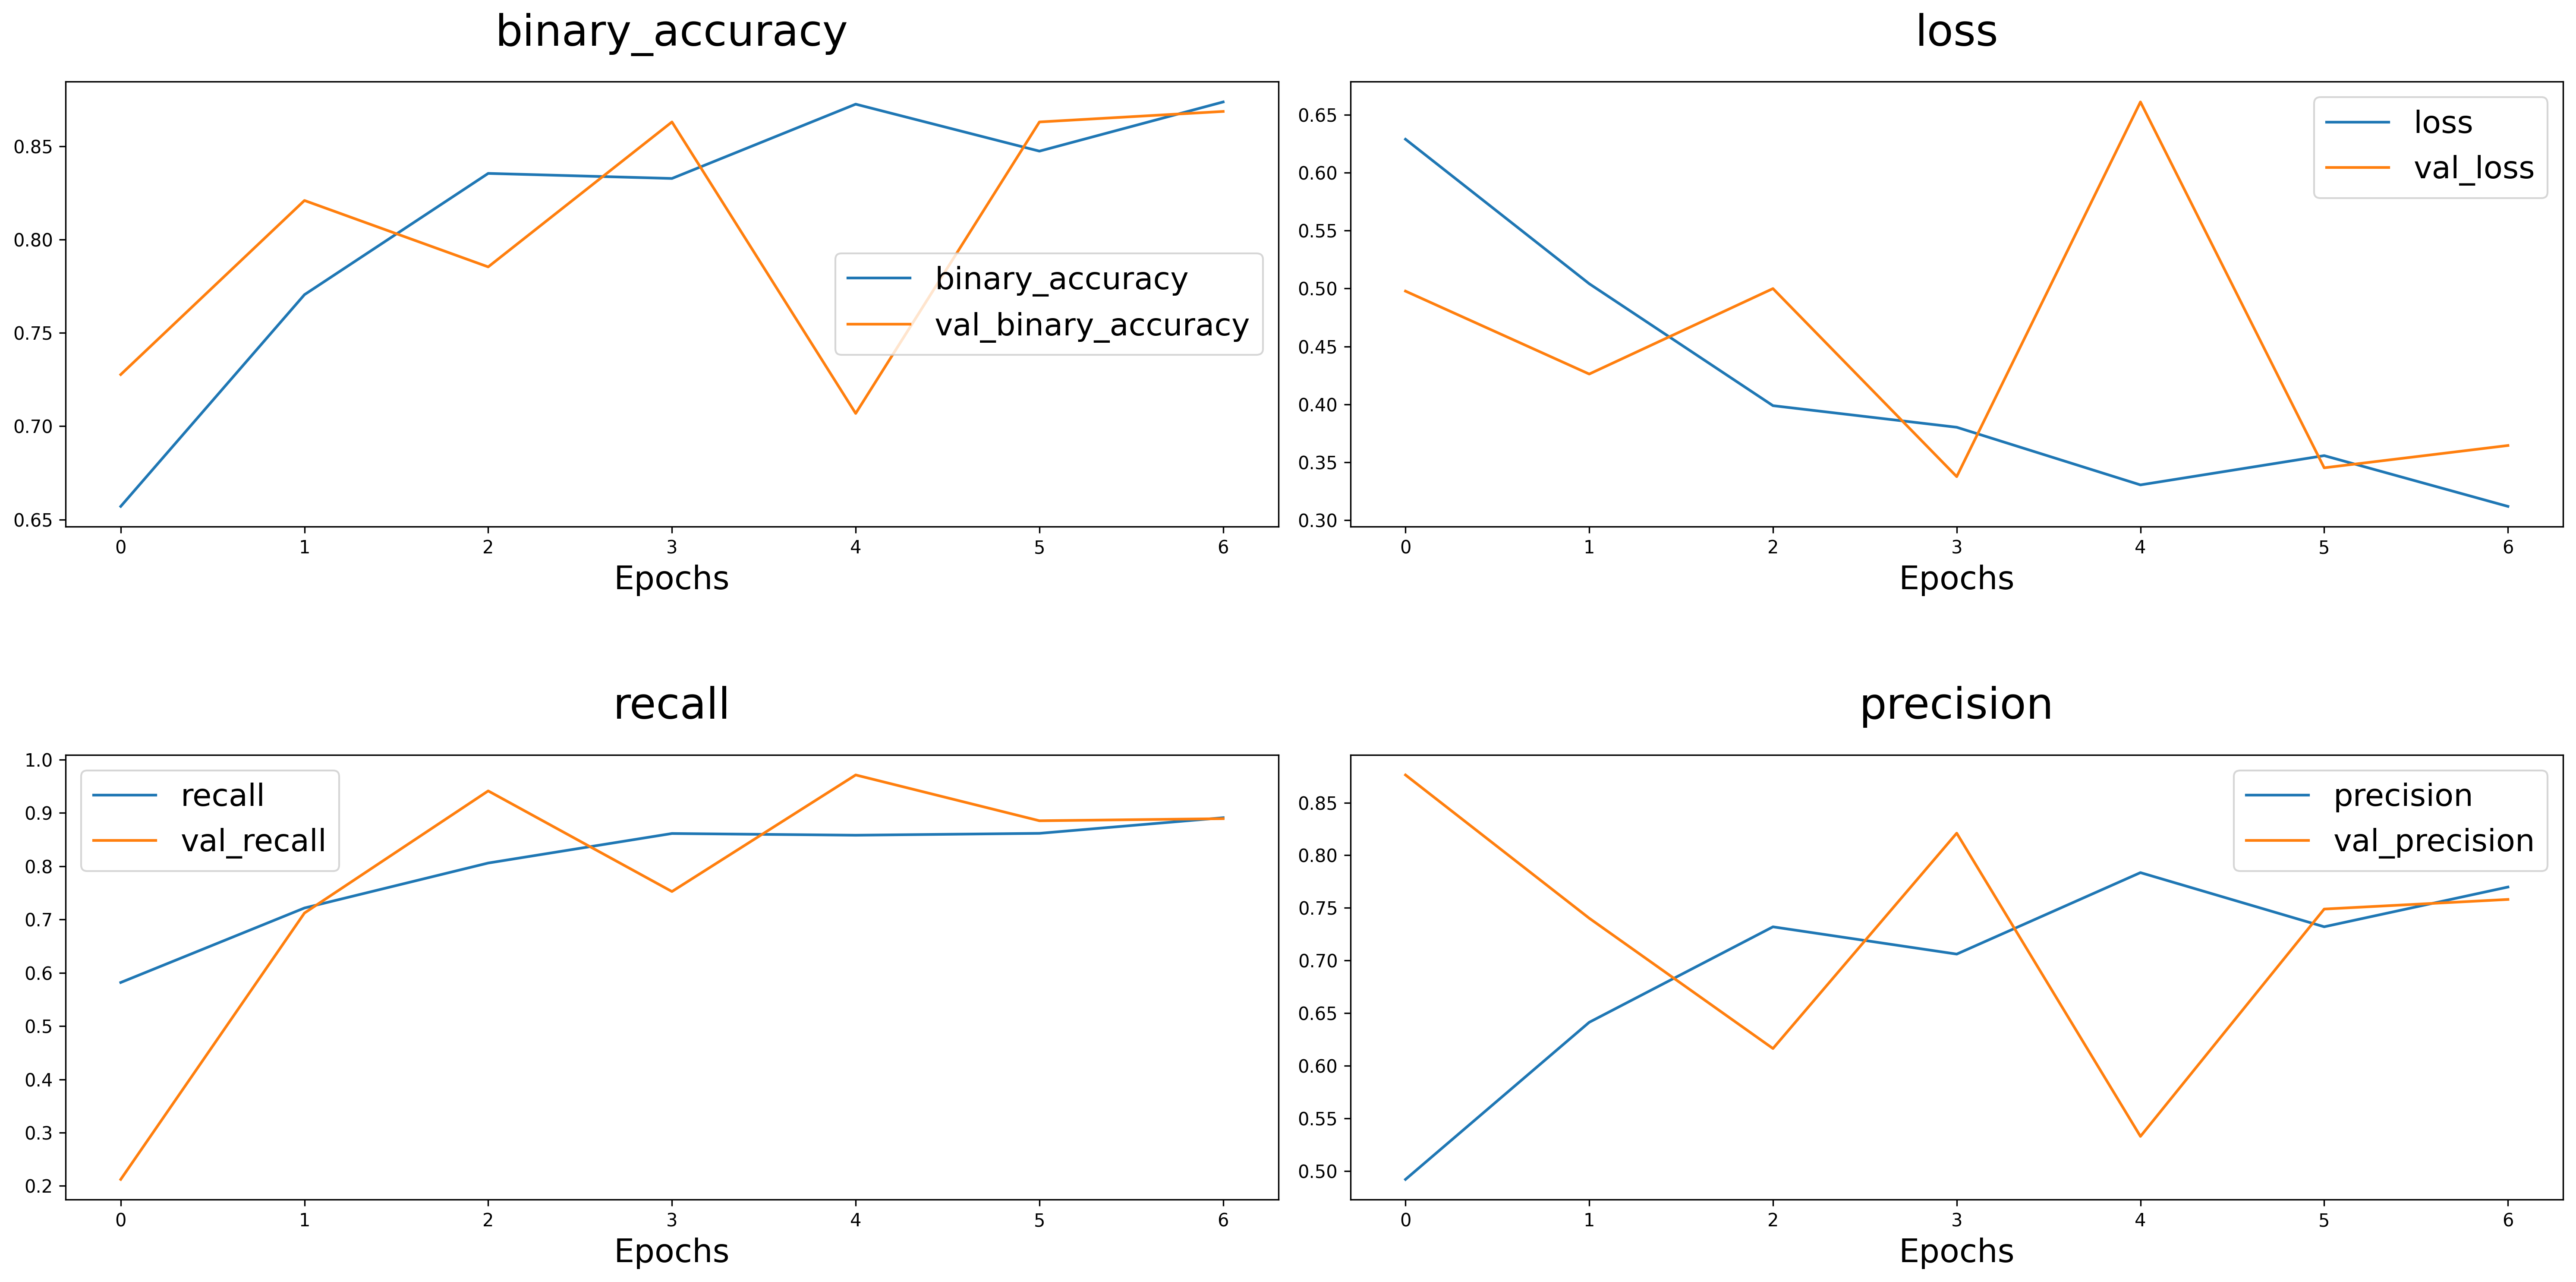 binary_accuracy
0.85
0.80
0.75
0.70
0.65
binary_accuracy
val_binary_accuracy
0 1 2 3 4 5 6
Epochs
loss
0.65
0.60
0.55
0.50
0.45
0.40
0.35
0.30
loss
val_loss
0 1 2 3 4 5 6
Epochs
recall
1.0
0.9
0.8
0.7
0.6
0.5
0.4
0.3
0.2
recall
val_recall
0 1 2 3 4 5 6
Epochs
precision
0.85
0.80
0.75
0.70
0.65
0.60
0.55
0.50
precision
val_precision
0 1 2 3 4 5 6
Epochs